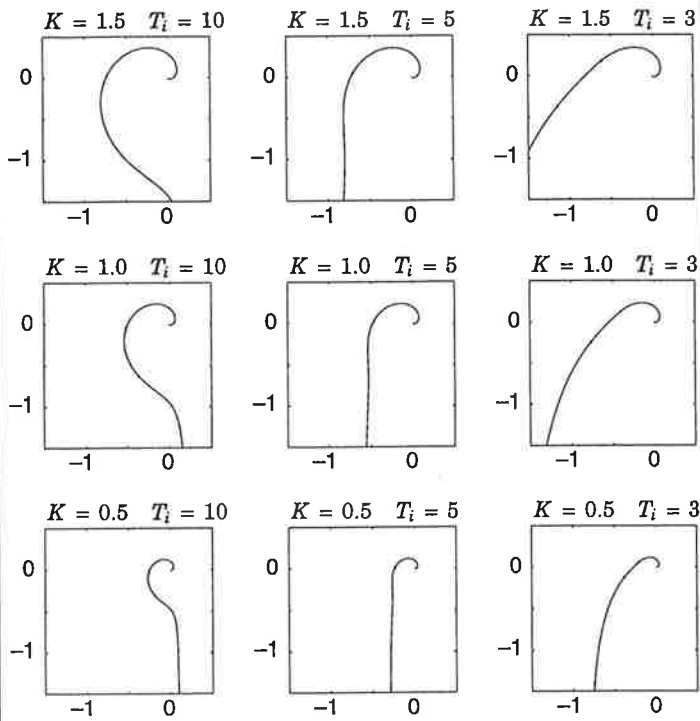 K = 1.5 T_i = 10 K = 1.5 T_i = 5 K = 1.5 T_i = 3
0 0 0
−1 −1 −1
−1 0 −1 0 −1 0
K = 1.0 T_i = 10 K = 1.0 T_i = 5 K = 1.0 T_i = 3
0 0 0
−1 −1 −1
−1 0 −1 0 −1 0
K = 0.5 T_i = 10 K = 0.5 T_i = 5 K = 0.5 T_i = 3
0 0 0
−1 −1 −1
−1 0 −1 0 −1 0